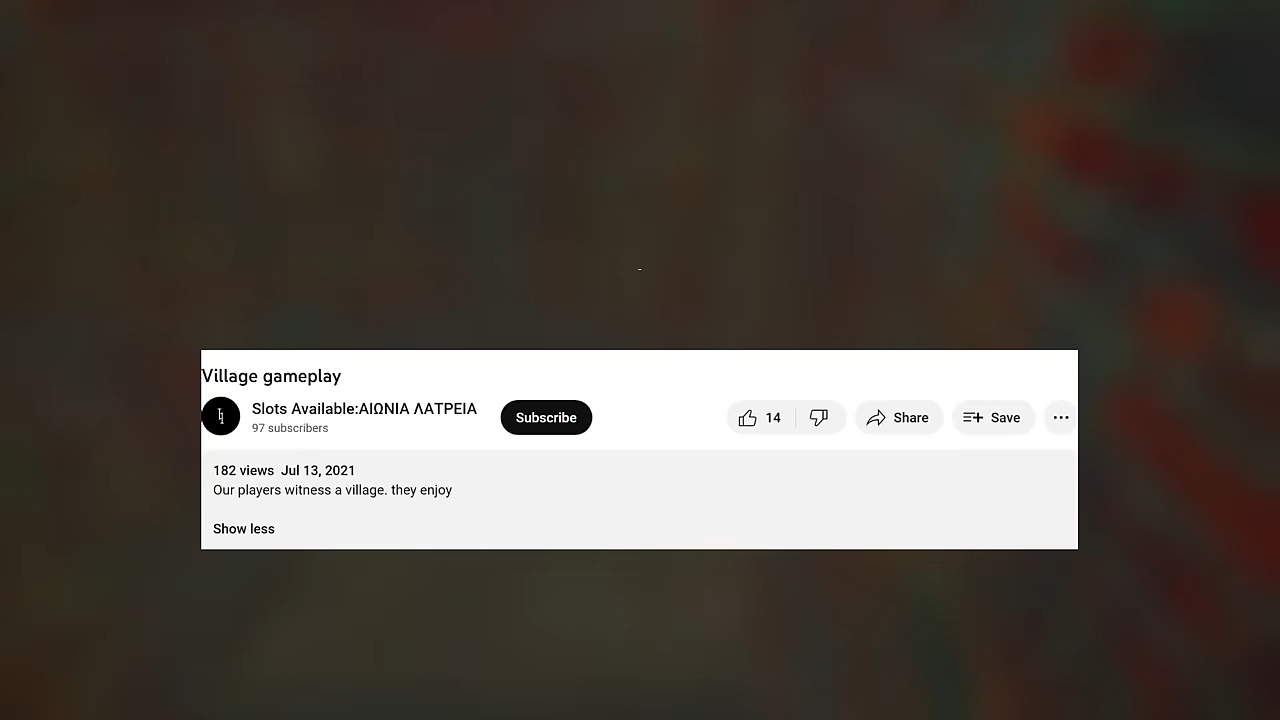 Village gameplay
Slots Available:ΑΙΩΝΙΑ ΛΑΤΡΕΙΑ
97 subscribers
Subscribe
14
Share
Save
182 views Jul 13, 2021
Our players witness a village. they enjoy
Show less